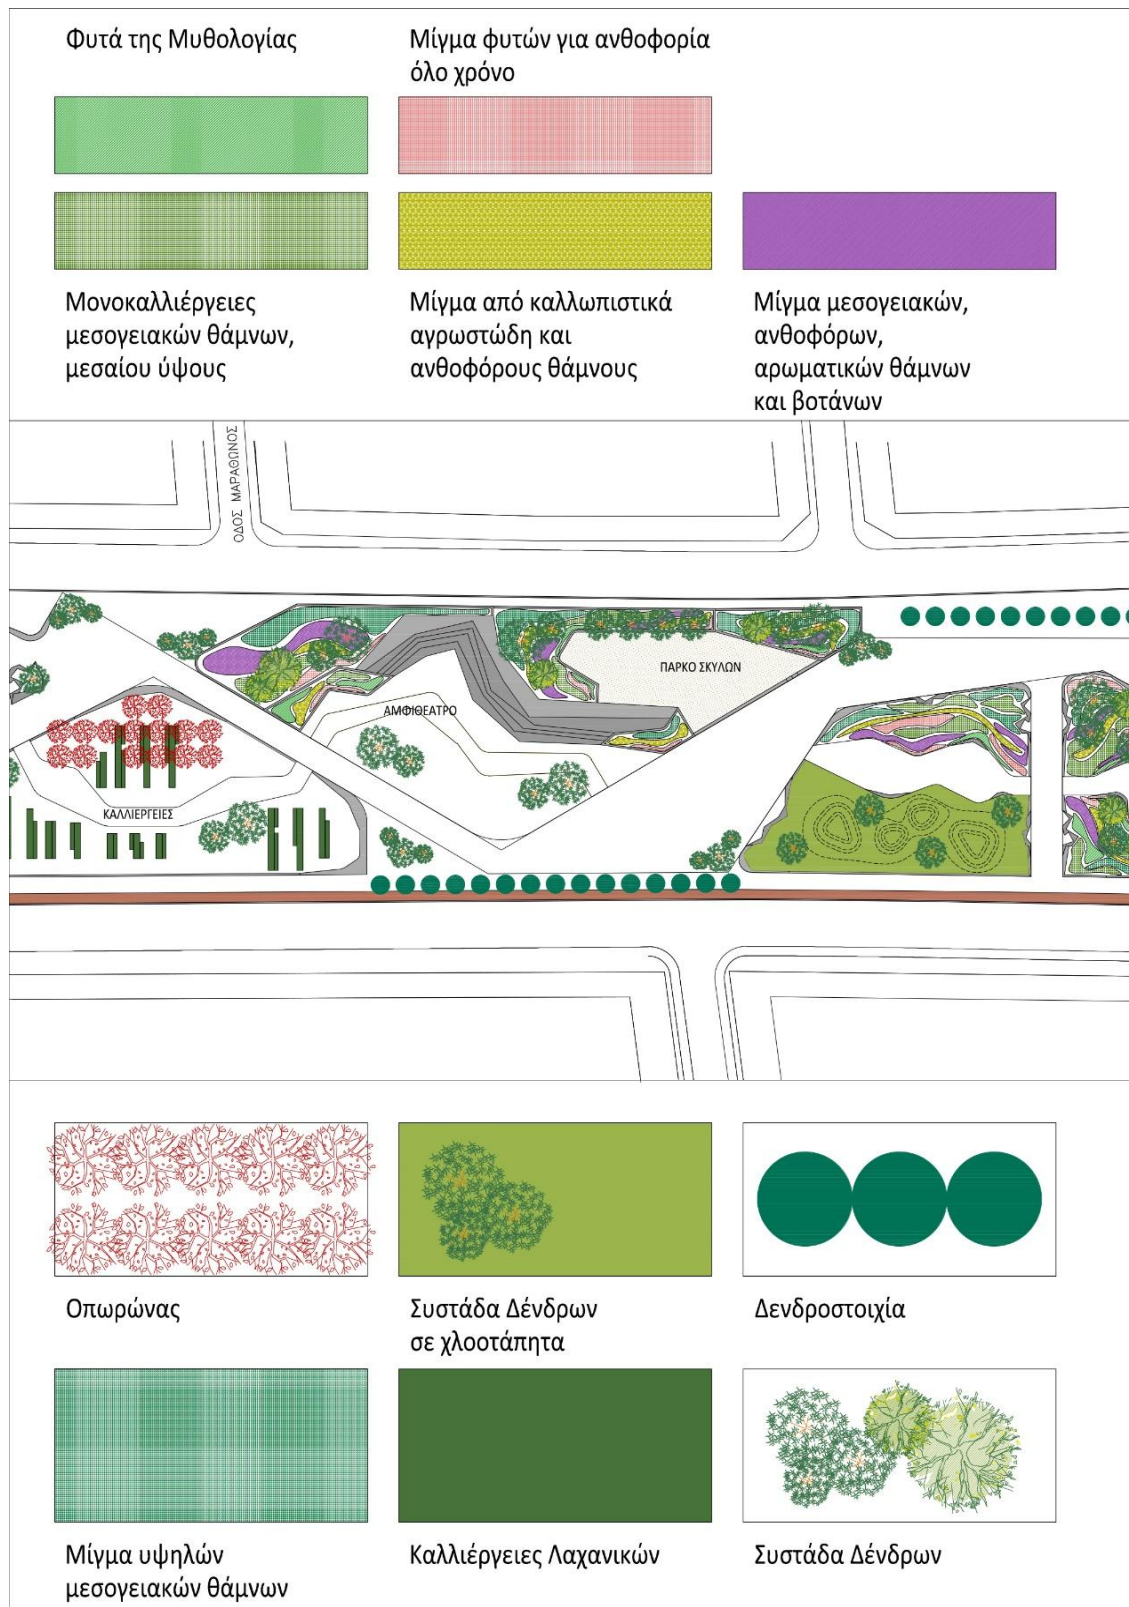 Φυτά της Μυθολογίας
Μίγμα φυτών για ανθοφορία
όλο χρόνο
Μονοκαλλιέργειες
μεσογειακών θάμνων,
μεσαίου ύψους
Μίγμα από καλλωπιστικά
αγρωστώδη και
ανθοφόρους θάμνους
Μίγμα μεσογειακών,
ανθοφόρων,
αρωματικών θάμνων
και βοτάνων
ΟΔΟΣ ΜΑΡΑΘΩΝΟΣ
ΠΑΡΚΟ ΣΚΥΛΩΝ
ΑΜΦΙΘΕΑΤΡΟ
ΚΑΛΛΙΕΡΓΕΙΕΣ
Οπωρώνας
Συστάδα Δένδρων
σε χλοοτάπητα
Δενδροστοιχία
Μίγμα υψηλών
μεσογειακών θάμνων
Καλλιέργειες Λαχανικών
Συστάδα Δένδρων